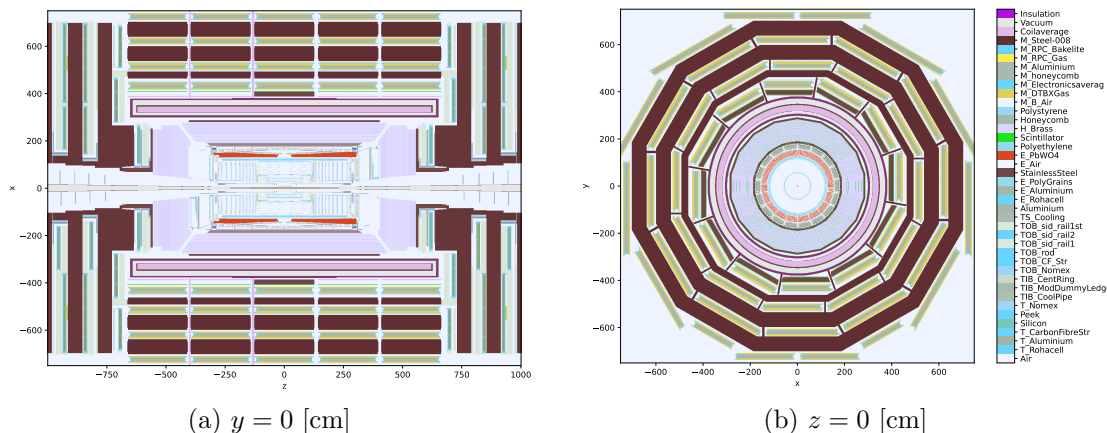 600
400
200
0
−200
−400
−600
x
−750
−500
−250
0
250
500
750
1000
z
(a) y = 0 [cm]
600
400
200
0
−200
−400
−600
y
−600
−400
−200
0
200
400
600
x
(b) z = 0 [cm]
Insulation
Vacuum
Coilaverage
M_Steel-008
M_RPC_Bakelite
M_RPC_Gas
M_Aluminium
M_honeycomb
M_Electronicsaverag
M_DTBXGas
M_B_Air
Polystyrene
Honeycomb
H_Brass
Scintillator
Polyethylene
E_PbWO4
E_Air
StainlessSteel
E_PolyGrains
E_Aluminium
E_Rohacell
Aluminium
TS_Cooling
TOB_sid_rail1st
TOB_sid_rail2
TOB_sid_rail1
TOB_rod
TOB_CF_Str
TOB_Nomex
TIB_CentRing
TIB_ModDummyLedg
TIB_CoolPipe
T_Nomex
Peek
Silicon
T_CarbonFibreStr
T_Aluminium
T_Rohacell
Air